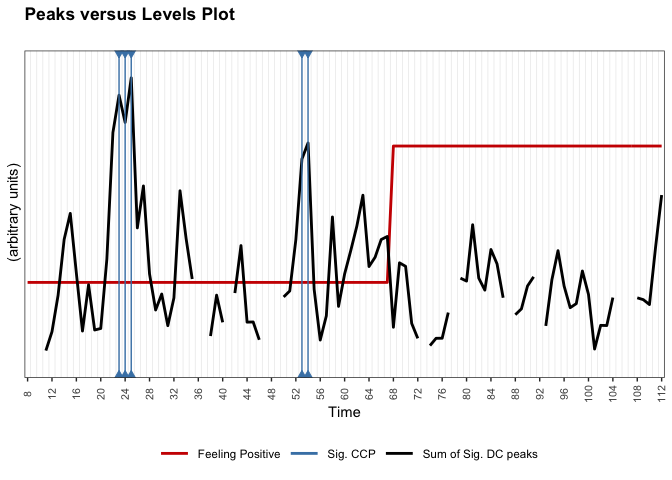 Peaks versus Levels Plot
(arbitrary units)
8 12 16 20 24 28 32 36 40 44 48 52 56 60 64 68 72 76 80 84 88 92 96 100 104 108 112
Time
Feeling Positive Sig. CCP Sum of Sig. DC peaks